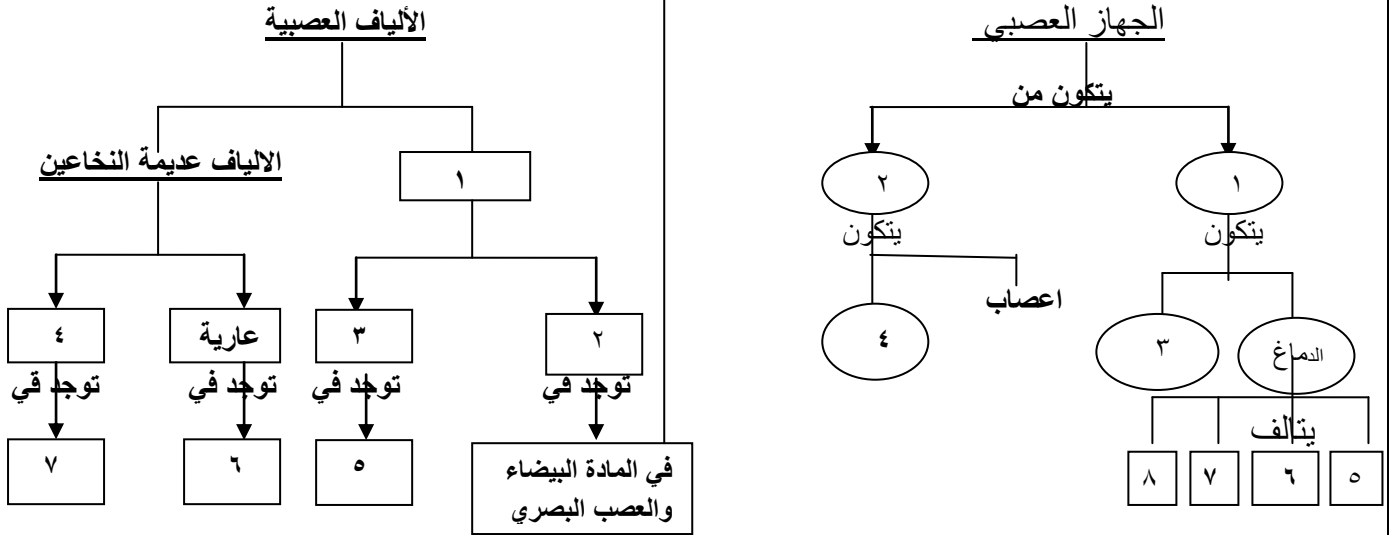 الجهاز العصبي
يتكون من
١
٢
يتكون
يتكون
اعصاب
الدماغ
٣
٤
يتالف
٥
٦
٧
٨
الألياف العصبية
١
الالياف عديمة النخاعين
٢
٣
عارية
٤
توجد في
توجد في
توجد في
توجد قي
في المادة البيضاء
والعصب البصري
٥
٦
٧